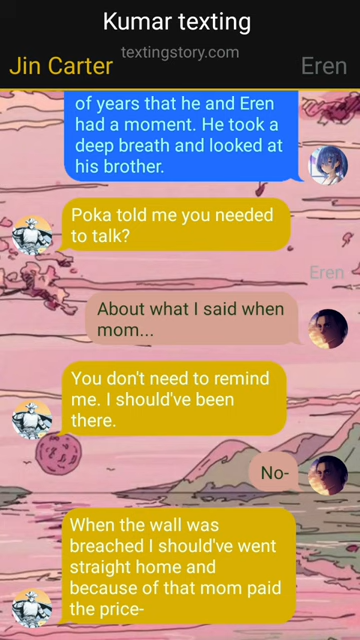 Kumar texting
textingstory.com
Jin Carter
Eren
of years that he and Eren
had a moment. He took a
deep breath and looked at
his brother.
Poka told me you needed
to talk?
Eren
About what I said when
mom...
You don't need to remind
me. I should've been
there.
No-
When the wall was
breached I should've went
straight home and
because of that mom paid
the price-